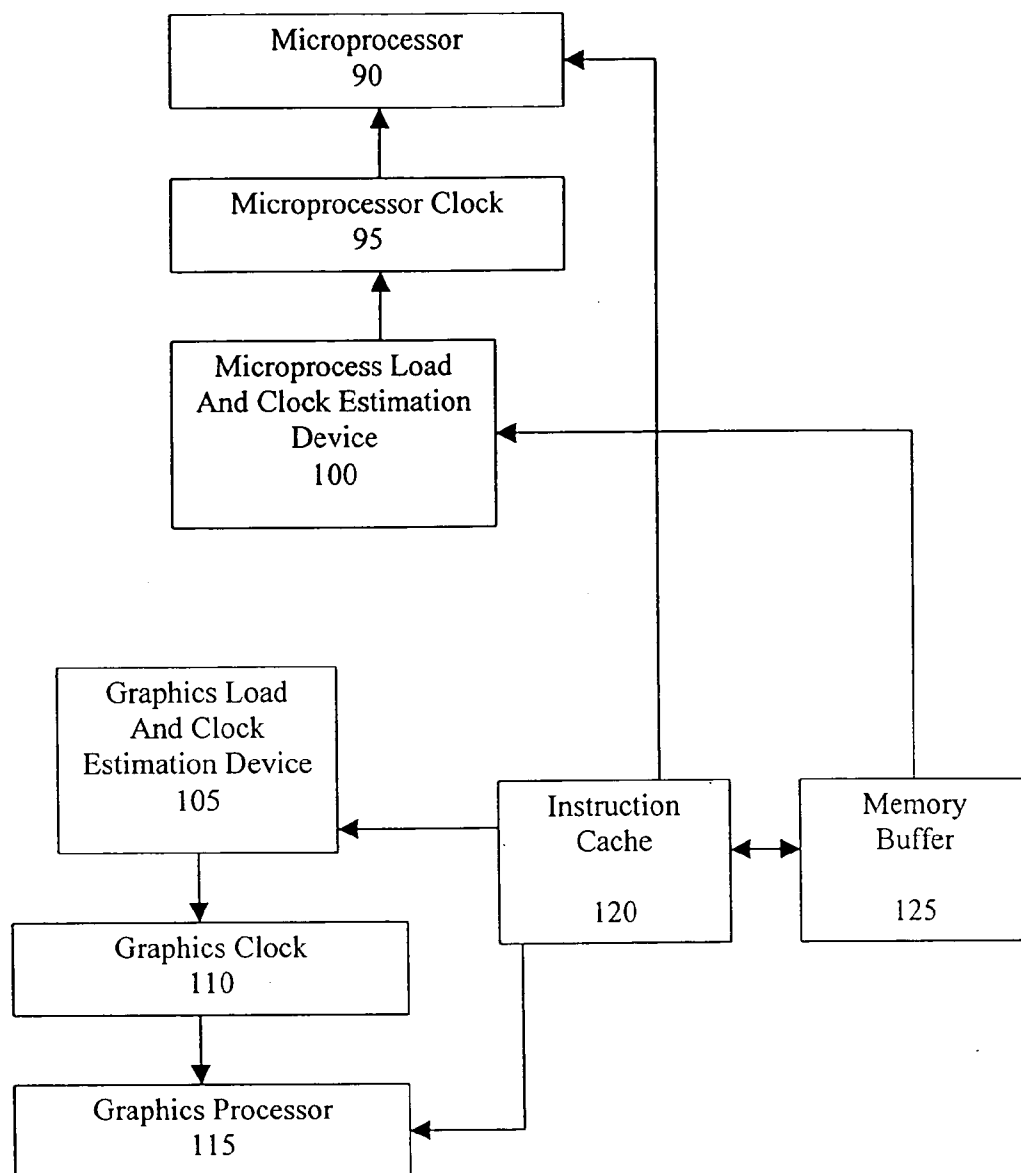 Microprocessor
90
Microprocessor Clock
95
Microprocess Load
And Clock Estimation
Device
100
Graphics Load
And Clock
Estimation Device
105
Instruction
Cache
120
Memory
Buffer
125
Graphics Clock
110
Graphics Processor
115